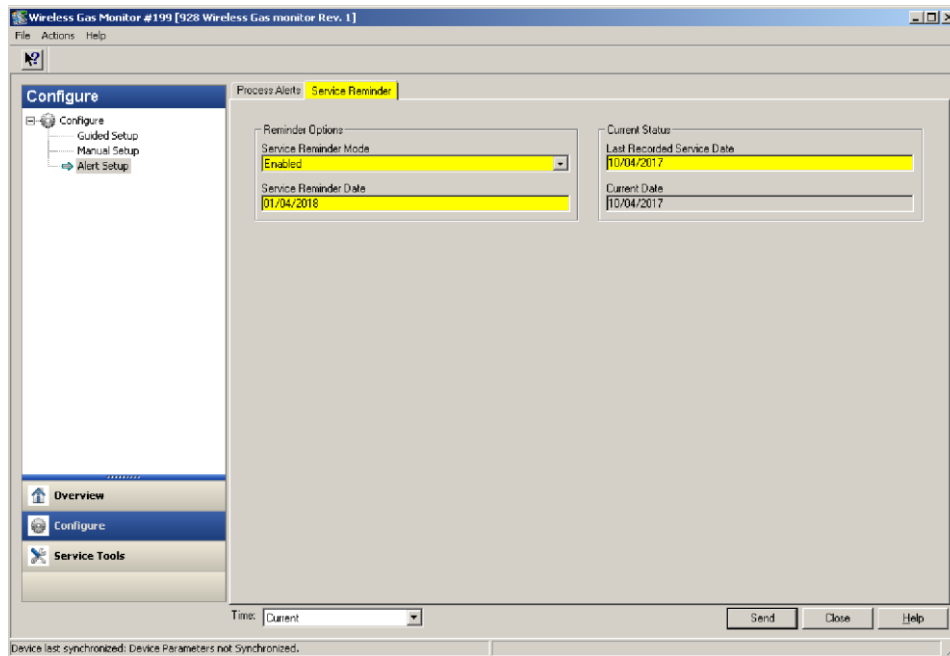 Wireless Gas Monitor #199 [928 Wireless Gas monitor Rev. 1]
File Actions Help
Configure
Configure
Guided Setup
Manual Setup
Alert Setup
Overview
Configure
Service Tools
Process Alerts Service Reminder
Reminder Options
Service Reminder Mode
Enabled
Service Reminder Date
01/04/2018
Current Status
Last Recorded Service Date
10/04/2017
Current Date
10/04/2017
Time: Current
Send Close Help
Device last synchronized: Device Parameters not Synchronized.